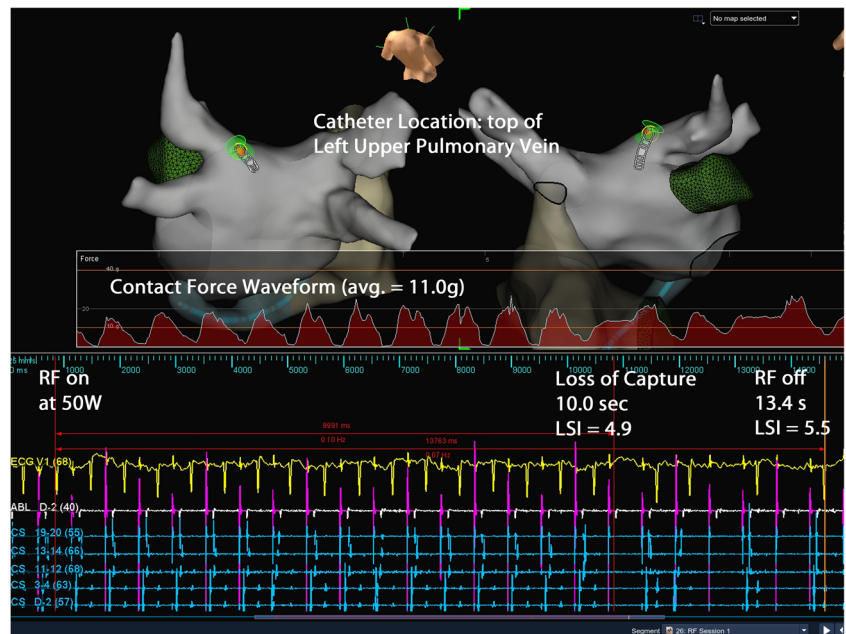 No map selected
Catheter Location: top of
Left Upper Pulmonary Vein
Force
40 g
Contact Force Waveform (avg. = 11.0g)
20
10 g
0 ms
1000
2000
3000
4000
5000
6000
7000
8000
9000
10000
11000
12000
13000
RF on
at 50W
Loss of Capture
10.0 sec
LSI = 4.9
RF off
13.4 s
LSI = 5.5
9991 ms
0.10 Hz
13763 ms
0.07 Hz
ECG V1 (68)
ABL D-2 (40)
CS 19-20 (55)
CS 13-14 (66)
CS 11-12 (68)
CS 3-4 (63)
CS D-2 (57)
Segment
26: RF Session 1